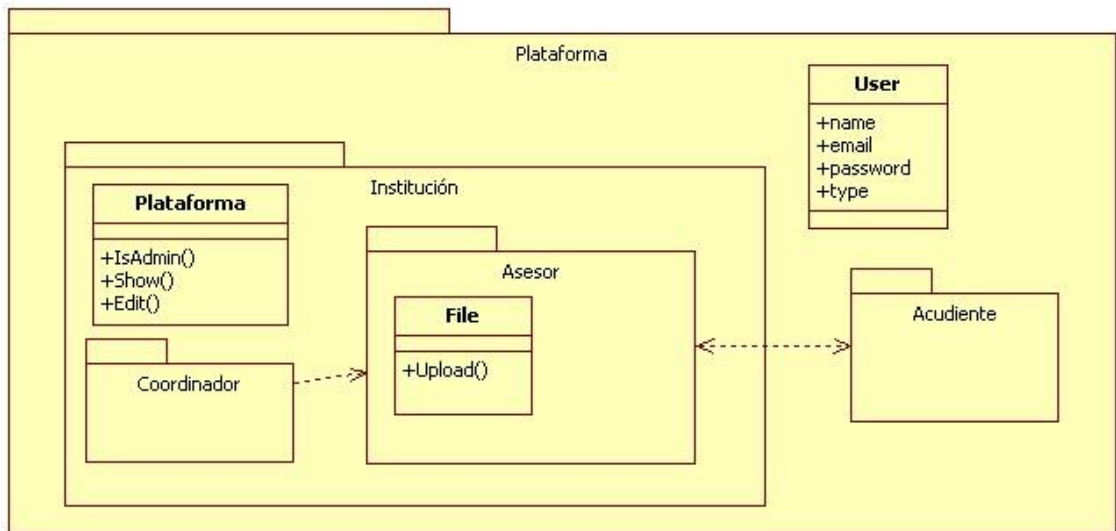 Plataforma
User
+name
+email
+password
+type
Institución
Plataforma
+IsAdmin()
+Show()
+Edit()
Asesor
File
+Upload()
Coordinador
Acudiente